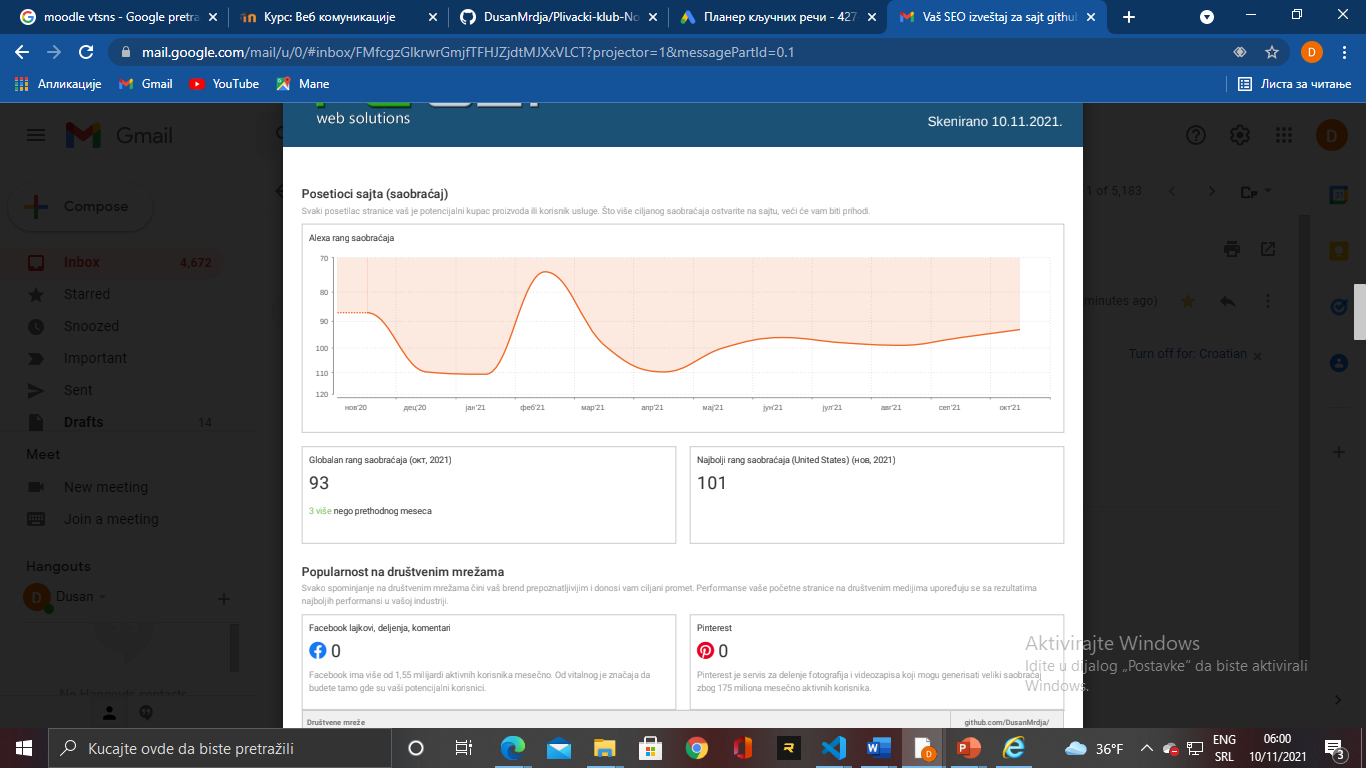 moodle vtsns - Google pretra
Курс: Веб комуникације
DusanMrdja/Plivacki-klub-No
Планер кључних речи - 427
Vaš SEO izveštaj za sajt github
mail.google.com/mail/u/0/#inbox/FMfcgzGlkrwrGmjfTFHJZjdtMJXxVLCT?projector=1&messagePartId=0.1
D
Апликације
Gmail
YouTube
Мапе
Листа за читање
web solutions
Skenirano 10.11.2021.
Gmail
D
Compose
1 of 5,183
Inbox
4,672
Starred
Snoozed
Important
Sent
Drafts
14
Meet
New meeting
Join a meeting
Hangouts
D
Dusan
No Hangouts contacts
minutes ago)
Turn off for: Croatian
Posetioci sajta (saobraćaj)
Svaki posetilac stranice vaš je potencijalni kupac proizvoda ili korisnik usluge. Što više ciljanog saobraćaja ostvarite na sajtu, veći će vam biti prihodi.
Alexa rang saobraćaja
70
80
90
100
110
120
нов'20
дец'20
јан'21
феб'21
мар'21
апр'21
мај'21
јун'21
јул'21
авг'21
сеп'21
окт'21
Globalan rang saobraćaja (окт, 2021)
93
3 više nego prethodnog meseca
Najbolji rang saobraćaja (United States) (нов, 2021)
101
Popularnost na društvenim mrežama
Svako spominjanje na društvenim mrežama čini vaš brend prepoznatljivijim i donosi vam ciljani promet. Performanse vaše početne stranice na društvenim medijima upoređuju se sa rezultatima
najboljih performansi u vašoj industriji.
Facebook lajkovi, deljenja, komentari
0
Facebook ima više od 1,55 milijardi aktivnih korisnika mesečno. Od vitalnog je značaja da
budete tamo gde su vaši potencijalni korisnici.
Pinterest
0
Pinterest je servis za delenje fotografija i videozapisa koji mogu generisati veliki saobraćaj
zbog 175 miliona mesečno aktivnih korisnika.
Društvene mreže
github.com/DusanMrdja/
Aktivirajte Windows
Idite u dijalog „Postavke“ da biste aktivirali
Windows.
Kucajte ovde da biste pretražili
36°F
ENG
SRL
06:00
10/11/2021
3